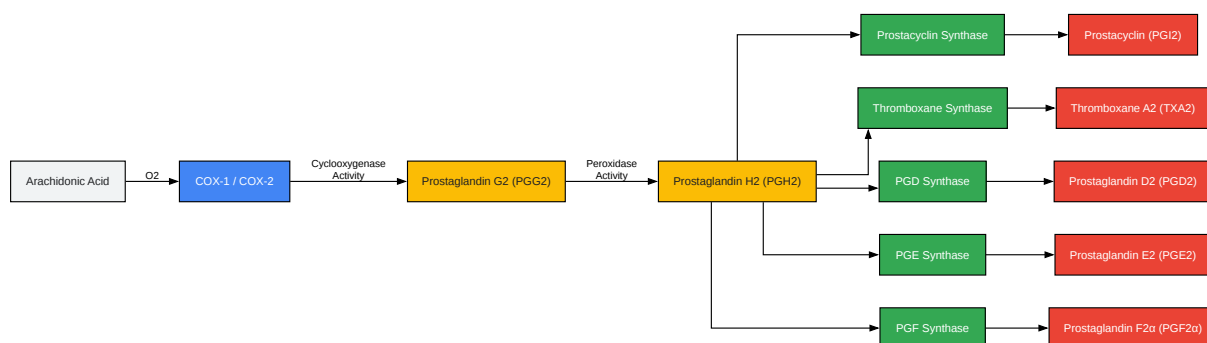 Prostacyclin Synthase
Prostacyclin (PGI2)
Thromboxane Synthase
Thromboxane A2 (TXA2)
Arachidonic Acid
O2
COX-1 / COX-2
Cyclooxygenase
Activity
Prostaglandin G2 (PGG2)
Peroxidase
Activity
Prostaglandin H2 (PGH2)
PGD Synthase
Prostaglandin D2 (PGD2)
PGE Synthase
Prostaglandin E2 (PGE2)
PGF Synthase
Prostaglandin F2α (PGF2α)